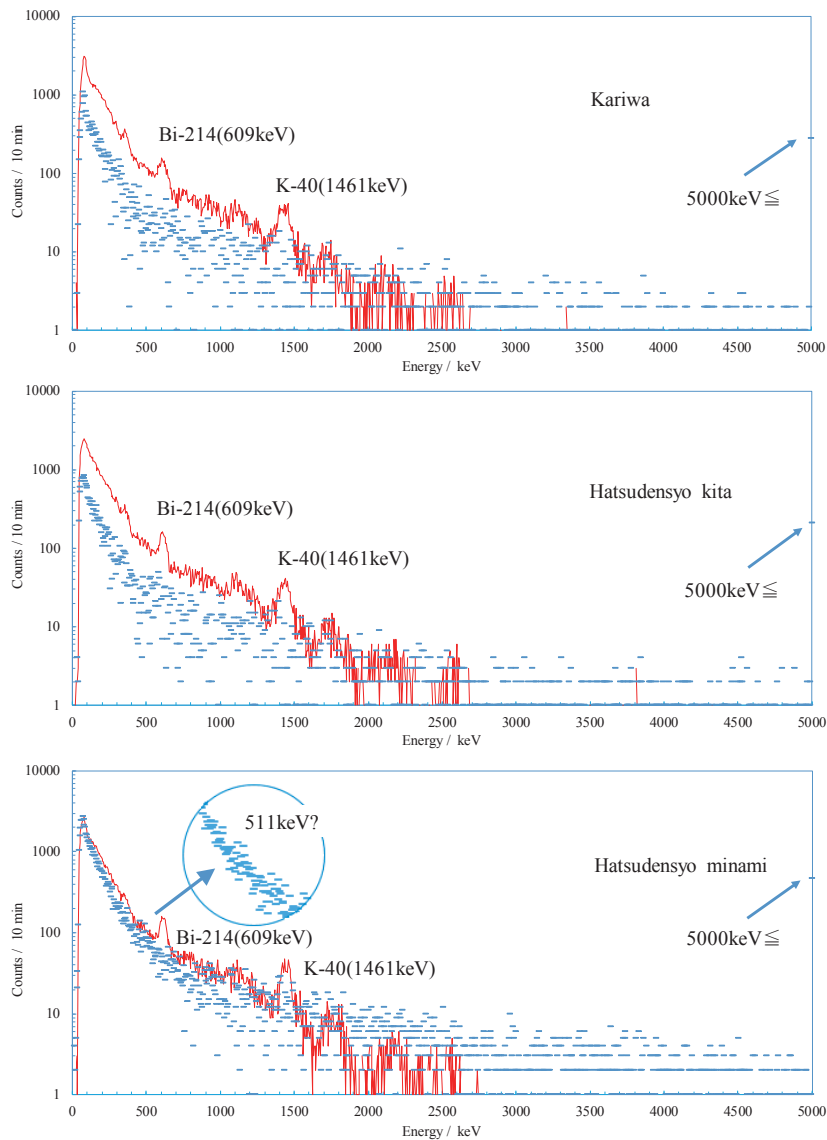 10000
1000
100
10
1
Counts / 10 min
Kariwa
Bi-214(609keV)
K-40(1461keV)
5000keV≦
0 500 1000 1500 2000 2500 3000 3500 4000 4500 5000
Energy / keV
10000
1000
100
10
1
Counts / 10 min
Hatsudensyo kita
Bi-214(609keV)
K-40(1461keV)
5000keV≦
0 500 1000 1500 2000 2500 3000 3500 4000 4500 5000
Energy / keV
10000
1000
100
10
1
Counts / 10 min
511keV?
Hatsudensyo minami
Bi-214(609keV)
K-40(1461keV)
5000keV≦
0 500 1000 1500 2000 2500 3000 3500 4000 4500 5000
Energy / keV